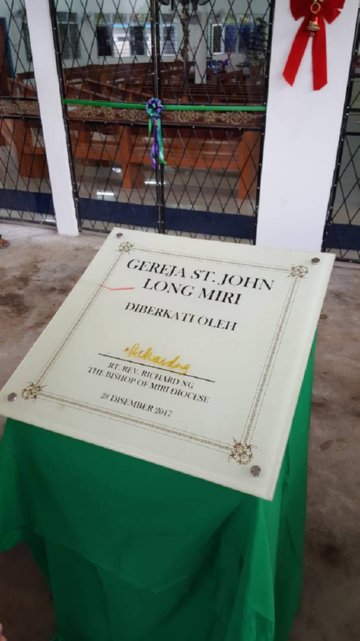 GEREJA ST. JOHN
LONG MIRI
DIBERKATI OLEH
+Richardng
RT. REV. RICHARD NG
THE BISHOP OF MIRI DIOCESE
28 DISEMBER 2017